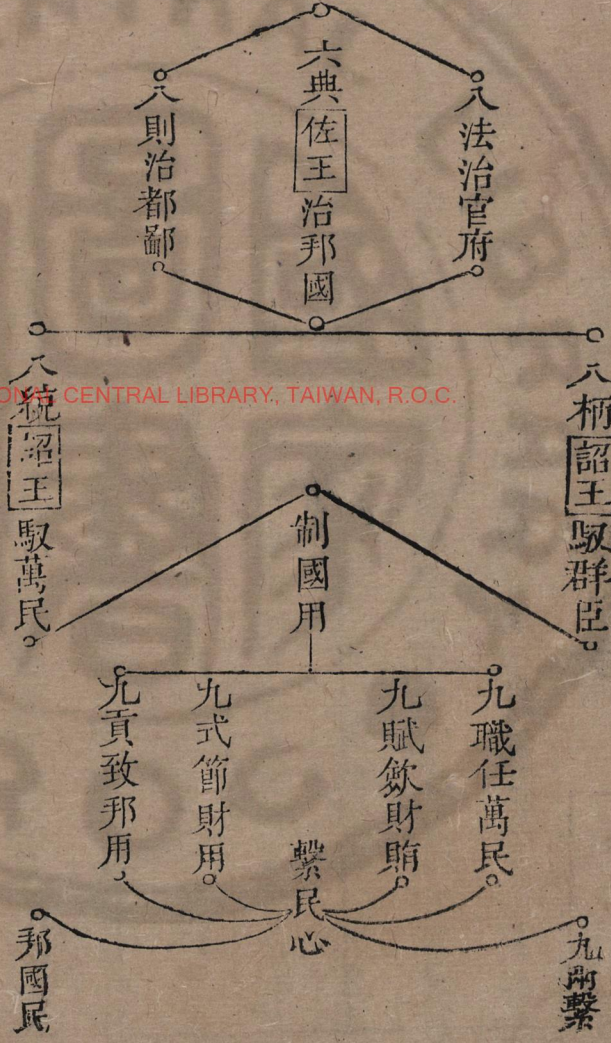 八法治官府
六典佐王治邦國
八則治都鄙
八柄詔王馭群臣
八統詔王馭萬民
制國用
九職任萬民
九賦斂財賄
九式節財用
九貢致邦用
繫民心
九兩繫
邦國民
NATIONAL CENTRAL LIBRARY, TAIWAN, R.O.C.